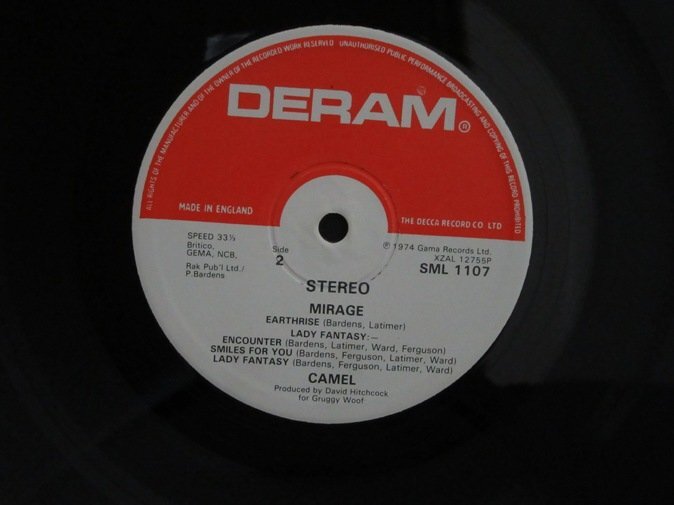 ALL RIGHTS OF THE MANUFACTURER AND OF THE OWNER OF THE RECORDED WORK RESERVED UNAUTHORISED PUBLIC PERFORMANCE BROADCASTING AND COPYING OF THIS RECORD PROHIBITED
DERAM®
MADE IN ENGLAND
THE DECCA RECORD CO. LTD
SPEED 33⅓
Britico,
GEMA, NCB,
Rak Pub'l Ltd./
P.Bardens
Side
2
℗ 1974 Gama Records Ltd.
XZAL 12755P
SML 1107
STEREO
MIRAGE
EARTHRISE (Bardens, Latimer)
LADY FANTASY:—
ENCOUNTER (Bardens, Latimer, Ward, Ferguson)
SMILES FOR YOU (Bardens, Ferguson, Latimer, Ward)
LADY FANTASY (Bardens, Ferguson, Latimer, Ward)
CAMEL
Produced by David Hitchcock
for Gruggy Woof